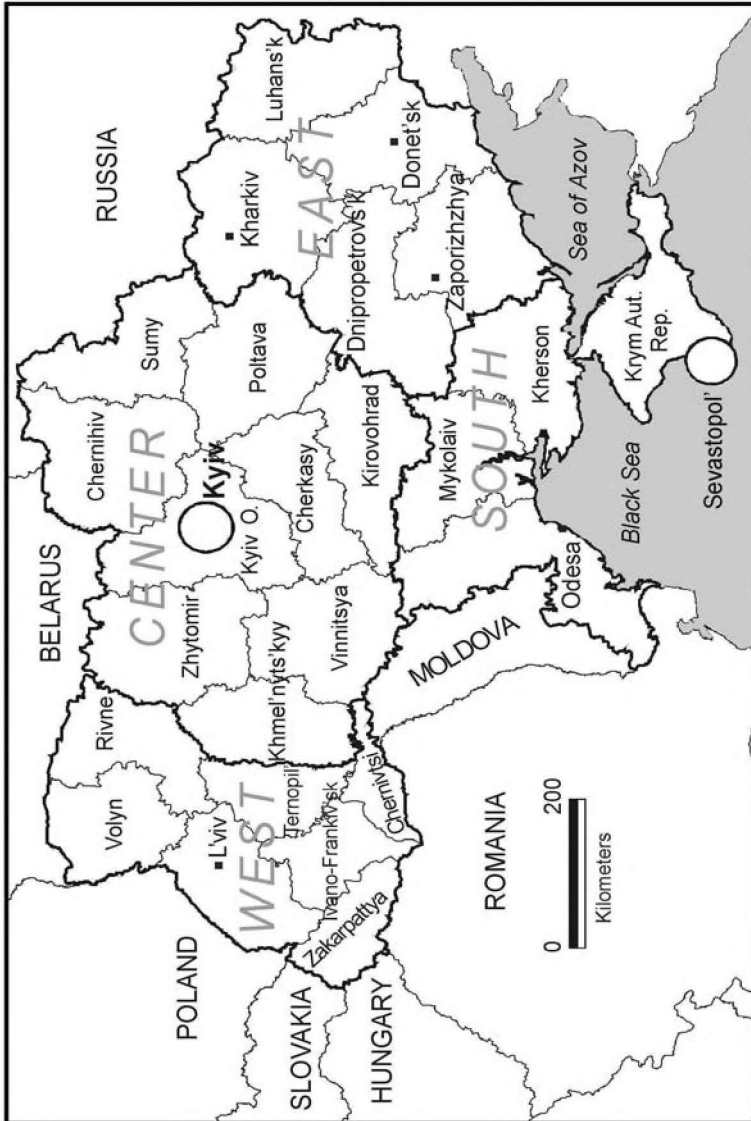 RUSSIA
BELARUS
POLAND
SLOVAKIA
HUNGARY
ROMANIA
MOLDOVA
WEST
CENTER
EAST
SOUTH
Volyn
Rivne
L'viv
Ternopil'
Ivano-Frankivs'k
Zakarpattya
Chernivtsi
Khmel'nyts'kyy
Zhytomir
Vinnitsya
Kyiv
Kyiv O.
Chernihiv
Sumy
Poltava
Cherkasy
Kirovohrad
Kharkiv
Luhans'k
Donet'sk
Dnipropetrovs'k
Zaporizhzhya
Odesa
Mykolaiv
Kherson
Krym Aut.
Rep.
Sevastopol'
Black Sea
Sea of Azov
0 200
Kilometers